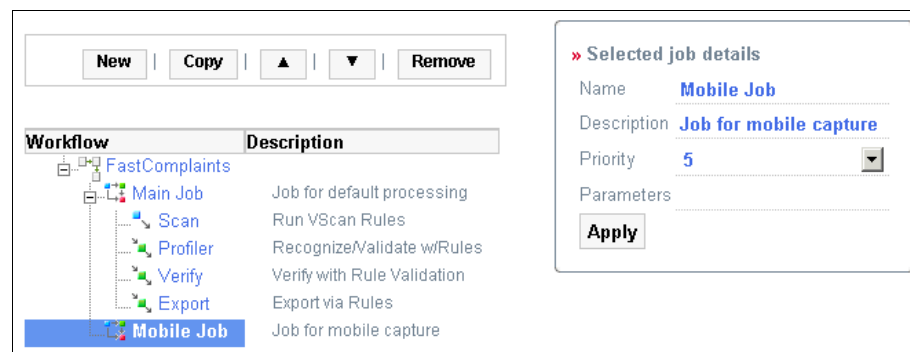 New | Copy | ▲ | ▼ | Remove
Workflow Description
FastComplaints
Main Job Job for default processing
Scan Run VScan Rules
Profiler Recognize/Validate w/Rules
Verify Verify with Rule Validation
Export Export via Rules
Mobile Job Job for mobile capture
» Selected job details
Name Mobile Job
Description Job for mobile capture
Priority 5
Parameters
Apply